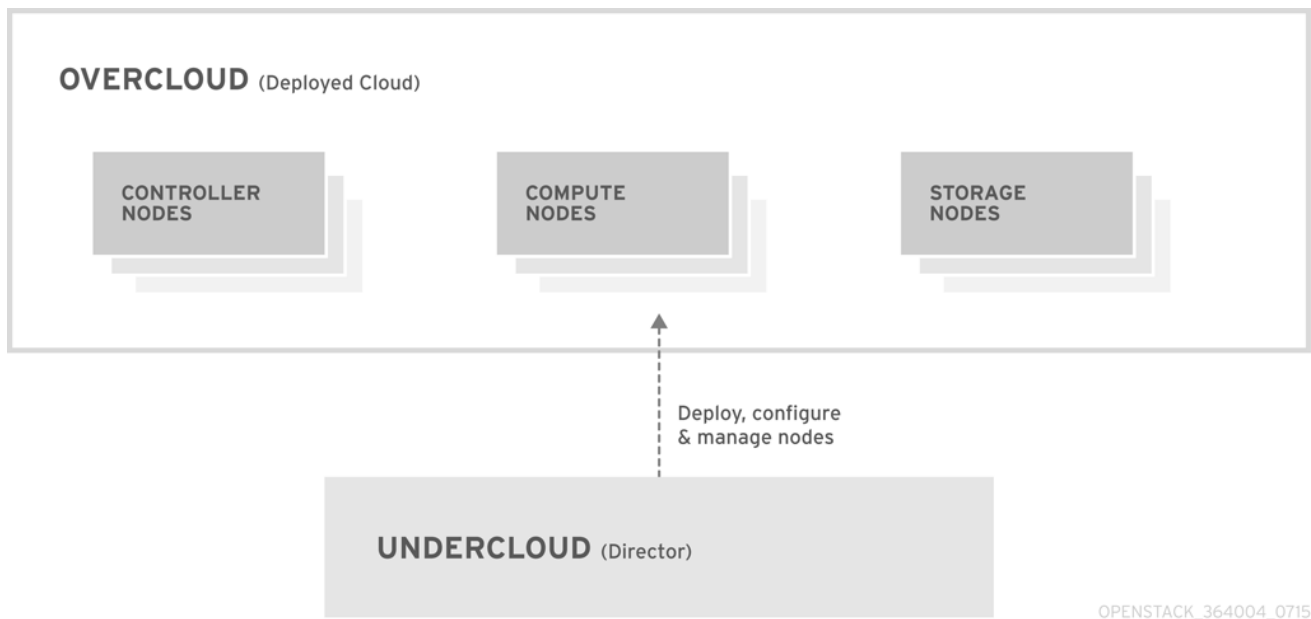 OVERCLOUD (Deployed Cloud)
CONTROLLER
NODES
COMPUTE
NODES
STORAGE
NODES
Deploy, configure
& manage nodes
UNDERCLOUD (Director)
OPENSTACK_364004_0715